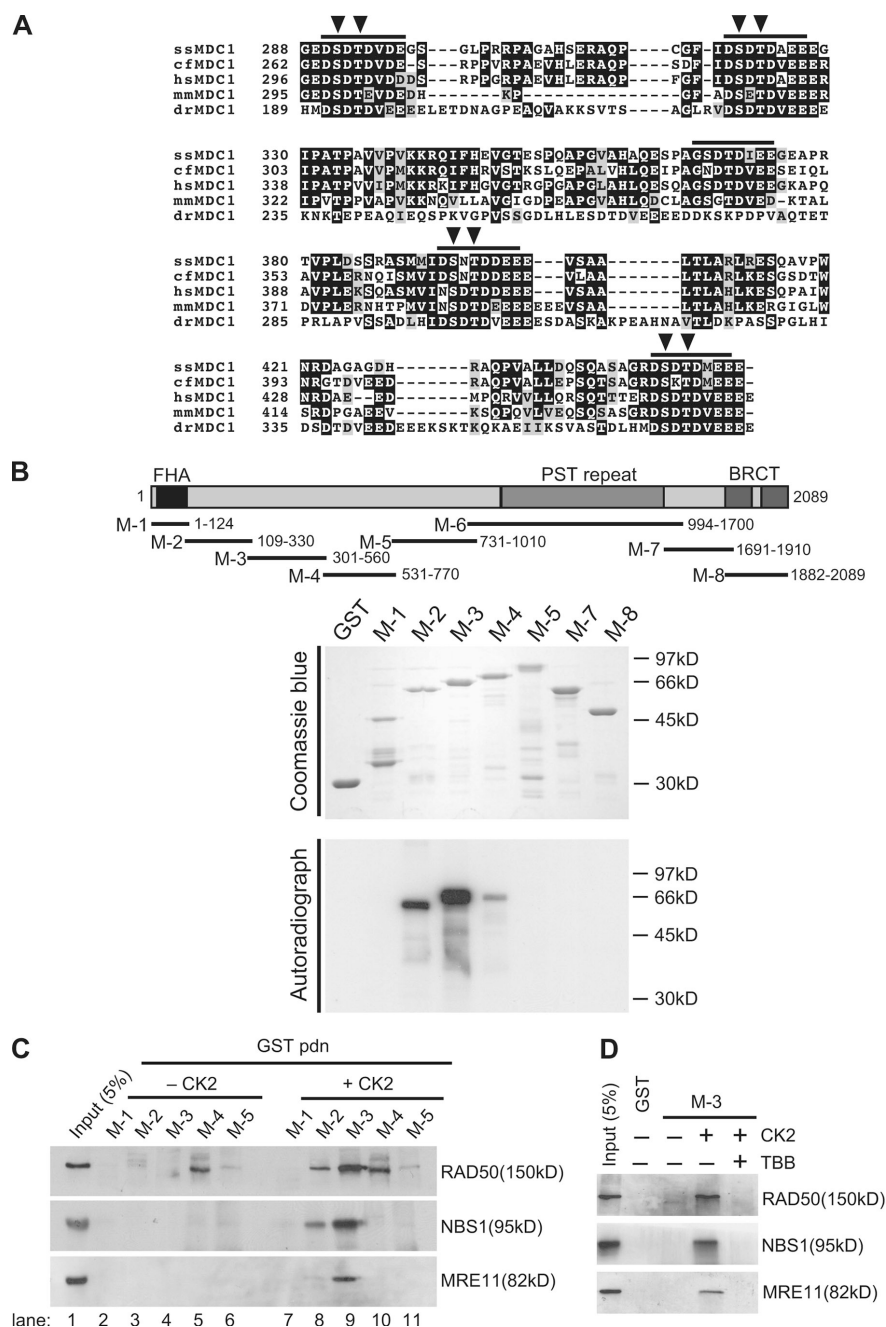 A
ssMDC1 288 GEDSDTDVDEGS---GLPRRPAGAHSERAQP-----CGF-IDSDTDAEEEG
cfMDC1 262 GEDSDTDVEEGS---RPPVRPAEVHLERAQP-----SDF-IDSDTDVEEER
hsMDC1 296 GEDSDTDVDDDS---RPPGRPAEVHLERAQP-----FGF-IDSDTDAEEER
mmMDC1 295 GEDSDTEVDEDH------KP----------------GF-ADSETDVEEER
drMDC1 189 HMDSDTDVEEEELETDNAGPEAQVAKKSVTS-----AGLRVDSDTDVEEEE
ssMDC1 330 IPATPAVVPVKKRQIFHEVGTESPQAPGVAHAQESPAGSDTDIEEGEAPR
cfMDC1 303 IPATPAVIPMKKRQIFHRVSTKSLQEPALVHLQEIPAGNDTDVEESEIQL
hsMDC1 338 IPATPAVIPMKKRKIFHGVGTRGPGAPGLAHLQESQAGSDTDVEEGKAPQ
mmMDC1 322 IPVTPPVAPVKKNQVLLAVGIGDPEAPGVAHLQDCLAGSGTDVED-KTAL
drMDC1 235 KNKTEPEAQIEQSPKVGPVSSGDLHLESDTDVEEEEDDKSKPDPVAQTET
ssMDC1 380 TVPLDSSRASMMIDSNTDDEEE---VSAA------LTLARLRESQAVPW
cfMDC1 353 AVPLERNQISMVIDSNTDDEEE---VLAA------LTLARLKESGSDTW
hsMDC1 388 AVPLEKSQASMVINSDTDDEEE---VSAA------LTLAHLKESQPAIW
mmMDC1 371 DVPLERNHTPMVINSDTDEEEEEEEVSAA------LTLAHLKERGIGLW
drMDC1 285 PRLAPVSSADLHIDSDTDVEEEESDASKAKPEAHNAVTLDKPASSPGLHI
ssMDC1 421 NRDAGAGDH-------RAQPVALLDQSQASAGRDSDTDMEEE-
cfMDC1 393 NRGTDVEED-------RAQPVALLEPSQTSAGRDSKTDMEEE-
hsMDC1 428 NRDAE--ED-------MPQRVVLLQRSQTTTERDSDTDVEEEE
mmMDC1 414 SRDPGAEEV-------KSQPQVLVEQSQSASGRDSDTDVEEEE
drMDC1 335 DSDTDVEEDEEEKSKTKQKAEIIKSVASTDLHMDSDTDVEEEE
B
FHA PST repeat BRCT
1 2089
M-1 1-124 M-6 994-1700
M-2 109-330 M-5 731-1010 M-7 1691-1910
M-3 301-560
M-4 531-770 M-8 1882-2089
GST M-1 M-2 M-3 M-4 M-5 M-7 M-8
Coomassie blue
97kD
66kD
45kD
30kD
Autoradiograph
97kD
66kD
45kD
30kD
C
GST pdn
– CK2 + CK2
Input (5%) M-1 M-2 M-3 M-4 M-5 M-1 M-2 M-3 M-4 M-5
RAD50(150kD)
NBS1(95kD)
MRE11(82kD)
lane: 1 2 3 4 5 6 7 8 9 10 11
D
Input (5%) GST M-3
– – + + CK2
– – – + TBB
RAD50(150kD)
NBS1(95kD)
MRE11(82kD)